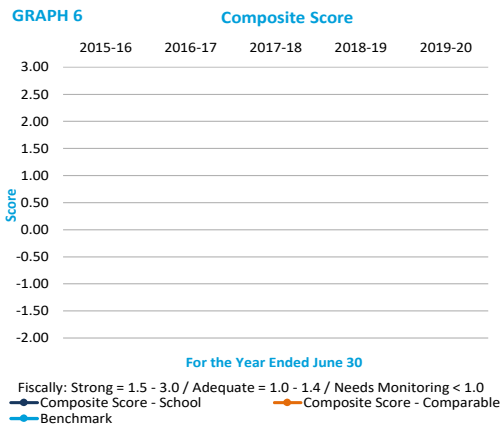 GRAPH 6
Composite Score
2015-16 2016-17 2017-18 2018-19 2019-20
3.00
2.50
2.00
1.50
1.00
0.50
0.00
-0.50
-1.00
-1.50
-2.00
Score
For the Year Ended June 30
Fiscally: Strong = 1.5 - 3.0 / Adequate = 1.0 - 1.4 / Needs Monitoring < 1.0
Composite Score - School Composite Score - Comparable
Benchmark